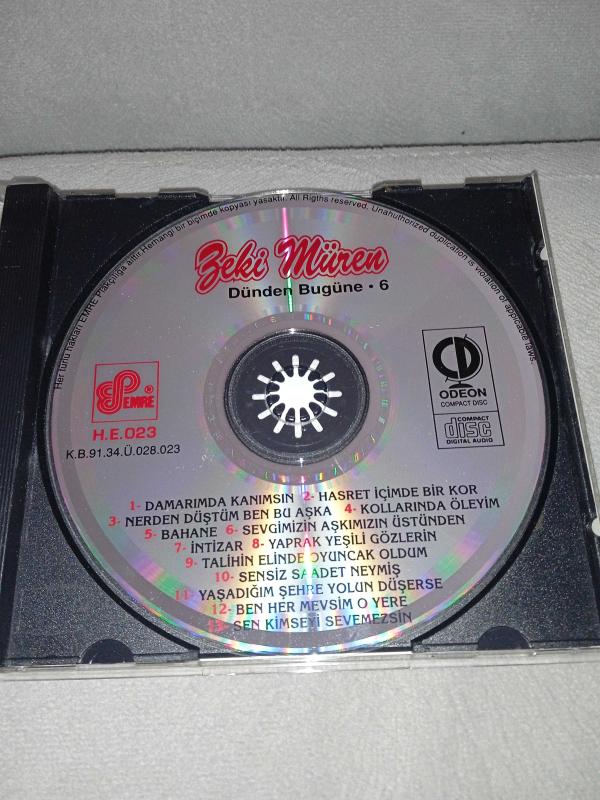 Her türlü hakları EMRE Plakçılığa aittir. Herhangi bir biçimde kopyası yasaktır. All Rigths reserved. Unauthorized duplication is violation of applicable laws.
Zeki Müren
Dünden Bugüne • 6
EMRE ®
H.E.023
K.B.91.34.Ü.028.023
CD
ODEON
COMPACT DISC
COMPACT
disc
DIGITAL AUDIO
1- DAMARIMDA KANIMSIN 2- HASRET İÇİMDE BİR KOR
3- NERDEN DÜŞTÜM BEN BU AŞKA 4- KOLLARINDA ÖLEYİM
5- BAHANE 6- SEVGİMİZİN AŞKIMIZIN ÜSTÜNDEN
7- İNTİZAR 8- YAPRAK YEŞİLİ GÖZLERİN
9- TALİHİN ELİNDE OYUNCAK OLDUM
10- SENSİZ SAADET NEYMİŞ
11- YAŞADIĞIM ŞEHRE YOLUN DÜŞERSE
12- BEN HER MEVSİM O YERE
13- SEN KİMSEYİ SEVEMEZSİN